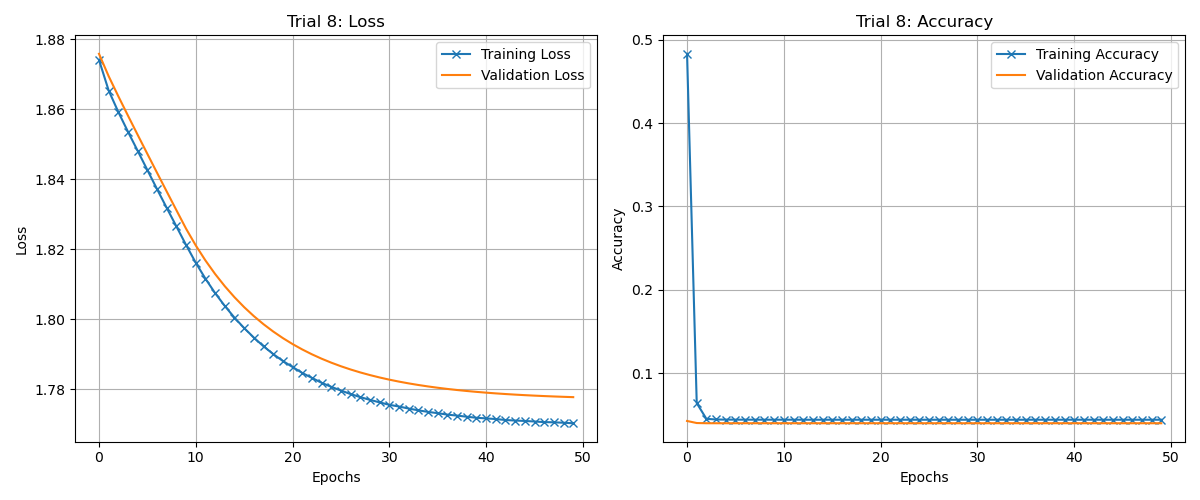 Trial 8: Loss
1.88
1.86
1.84
1.82
1.80
1.78
Loss
0
10
20
30
40
50
Epochs
Training Loss
Validation Loss
Trial 8: Accuracy
0.5
0.4
0.3
0.2
0.1
Accuracy
0
10
20
30
40
50
Epochs
Training Accuracy
Validation Accuracy